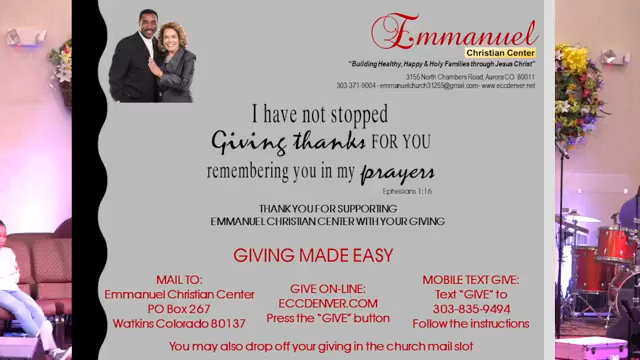 Emmanuel
Christian Center
"Building Healthy, Happy & Holy Families through Jesus Christ"
3155 North Chambers Road, Aurora CO. 80011
303-371-9004 - emmanuelchurch31255@gmail.com - www.eccdenver.net
I have not stopped
Giving thanks FOR YOU
remembering you in my prayers
Ephesians 1:16
THANK YOU FOR SUPPORTING
EMMANUEL CHRISTIAN CENTER WITH YOUR GIVING
GIVING MADE EASY
MAIL TO:
Emmanuel Christian Center
PO Box 267
Watkins Colorado 80137
GIVE ON-LINE:
ECCDENVER.COM
Press the "GIVE" button
MOBILE TEXT GIVE:
Text "GIVE" to
303-835-9494
Follow the instructions
You may also drop off your giving in the church mail slot